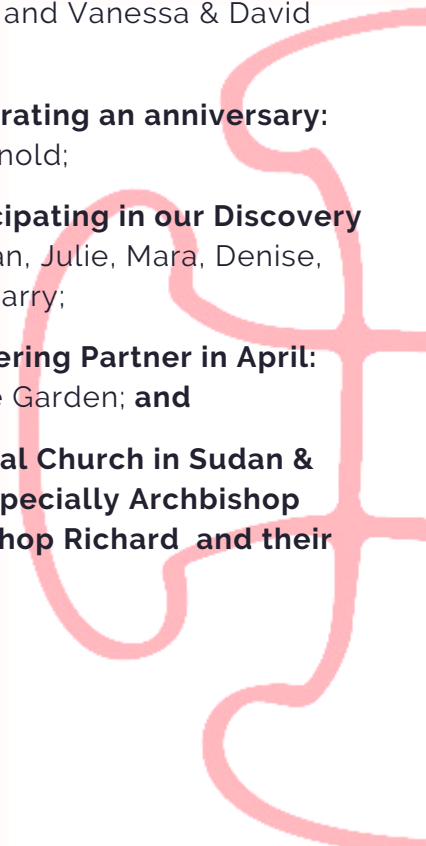 and Vanessa & David
rating an anniversary:
nold;
cipating in our Discovery
an, Julie, Mara, Denise,
arry;
ering Partner in April:
e Garden; and
al Church in Sudan &
pecially Archbishop
hop Richard and their